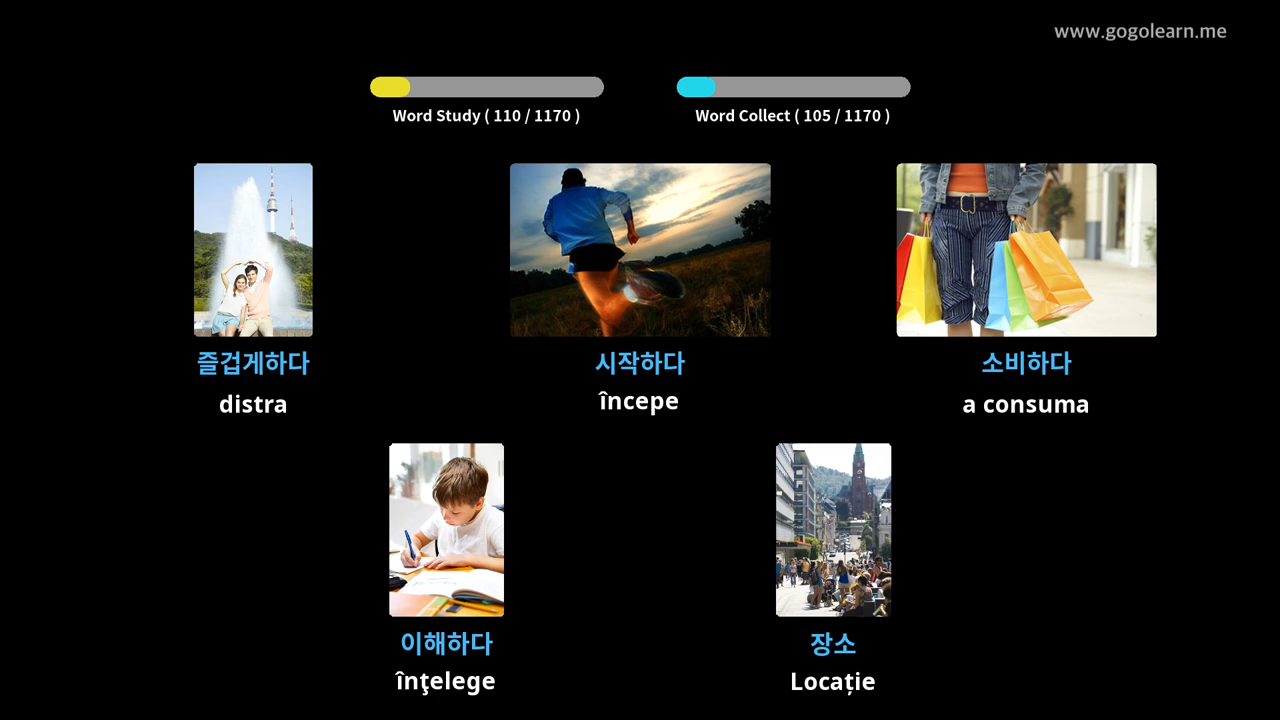 www.gogolearn.me
Word Study ( 110 / 1170 )
Word Collect ( 105 / 1170 )
즐겁게하다
distra
시작하다
începe
소비하다
a consuma
이해하다
înţelege
장소
Locație